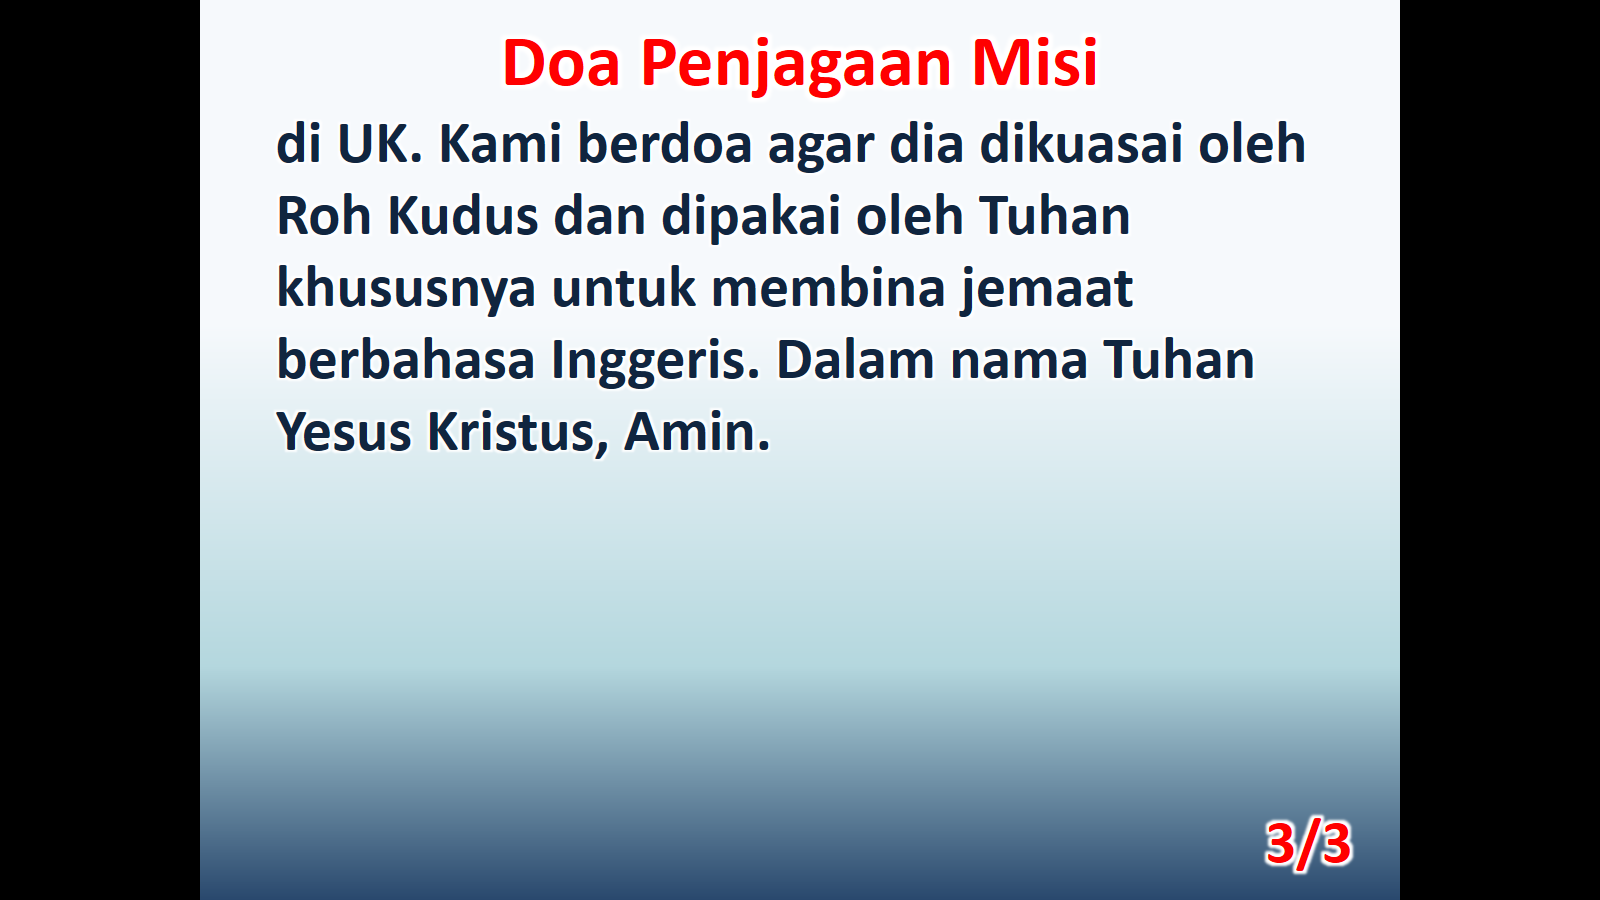 Doa Penjagaan Misi
di UK. Kami berdoa agar dia dikuasai oleh
Roh Kudus dan dipakai oleh Tuhan
khususnya untuk membina jemaat
berbahasa Inggeris. Dalam nama Tuhan
Yesus Kristus, Amin.
3/3